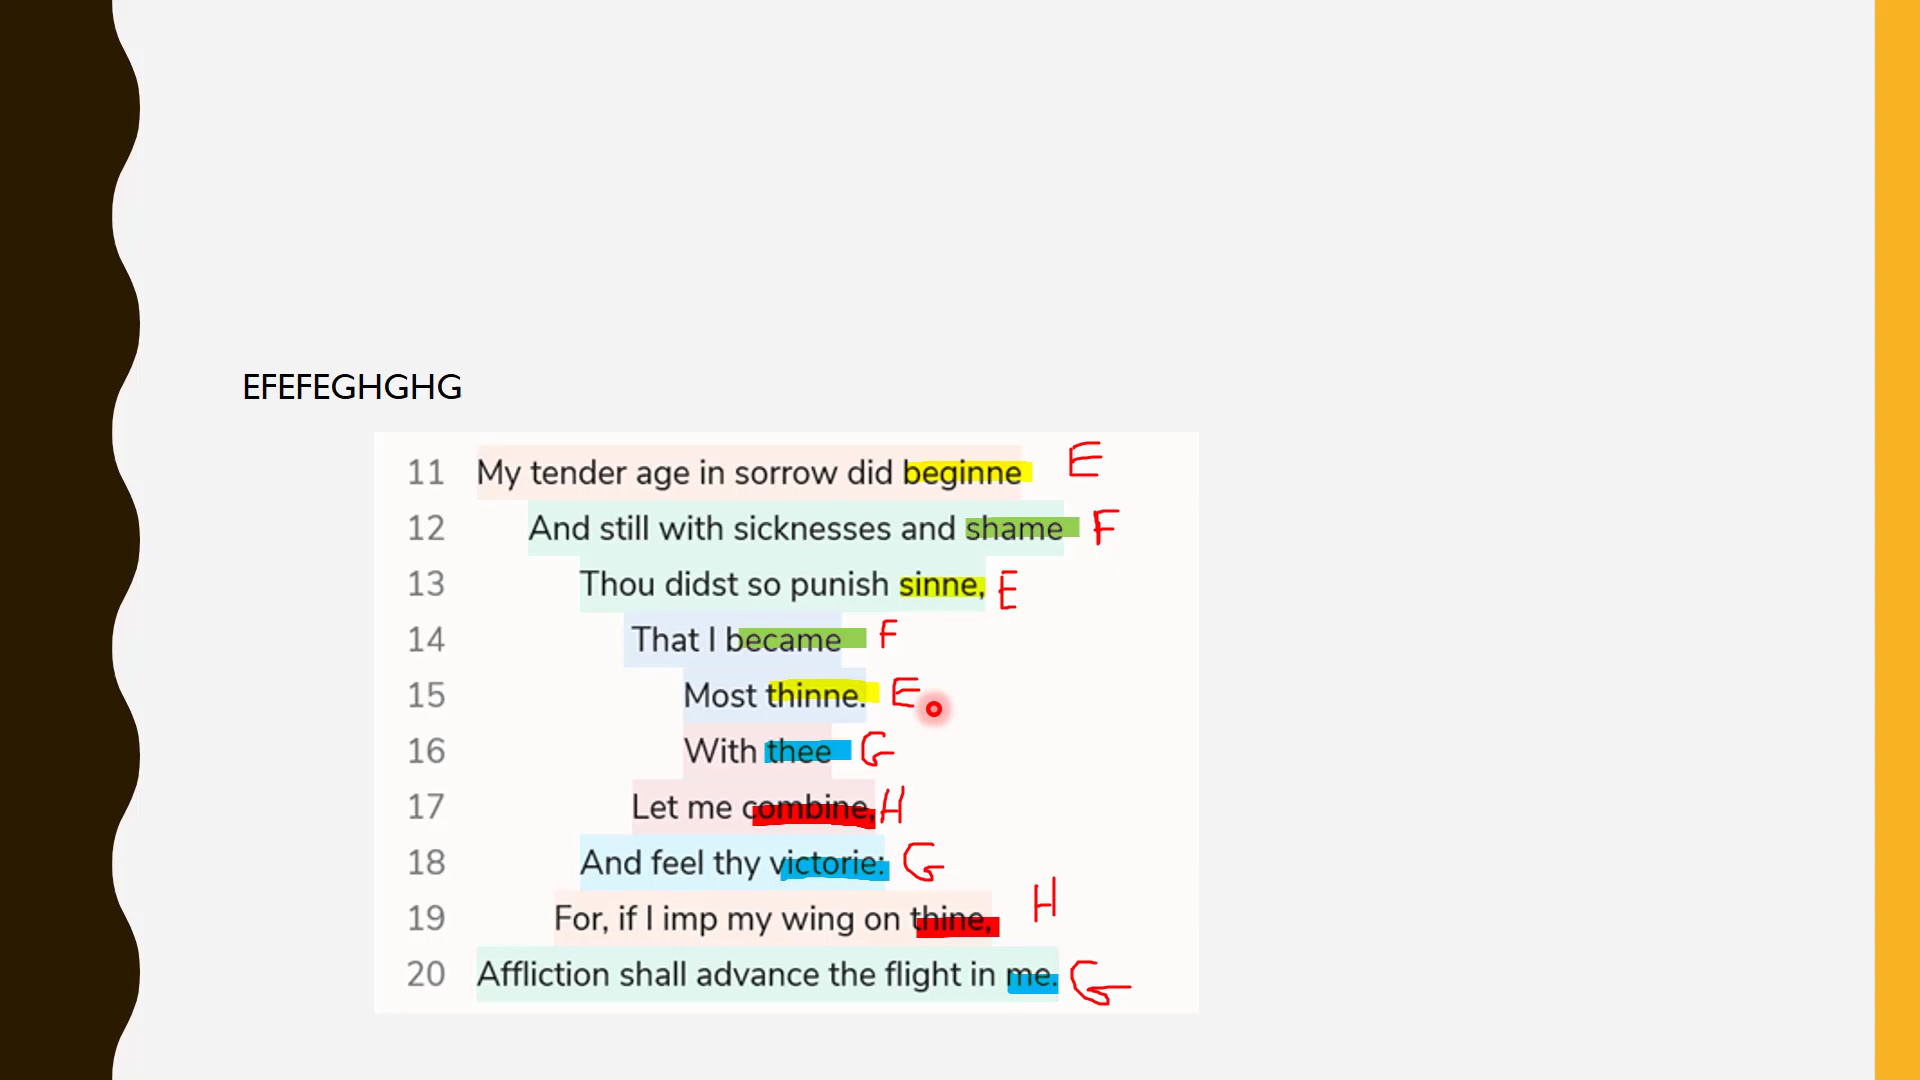 EFEFEGHGHG
11 My tender age in sorrow did beginne E
12 And still with sicknesses and shame F
13 Thou didst so punish sinne, E
14 That I became F
15 Most thinne. E
16 With thee G
17 Let me combine, H
18 And feel thy victorie: G
19 For, if I imp my wing on thine, H
20 Affliction shall advance the flight in me. G